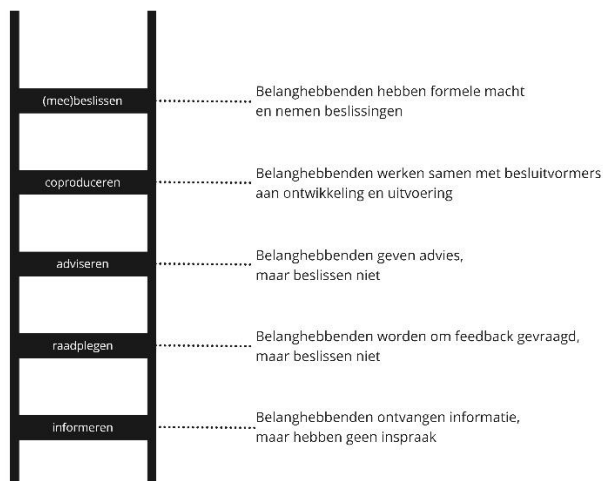 (mee)beslissen
Belanghebbenden hebben formele macht
en nemen beslissingen
coproduceren
Belanghebbenden werken samen met besluitvormers
aan ontwikkeling en uitvoering
adviseren
Belanghebbenden geven advies,
maar beslissen niet
raadplegen
Belanghebbenden worden om feedback gevraagd,
maar beslissen niet
informeren
Belanghebbenden ontvangen informatie,
maar hebben geen inspraak